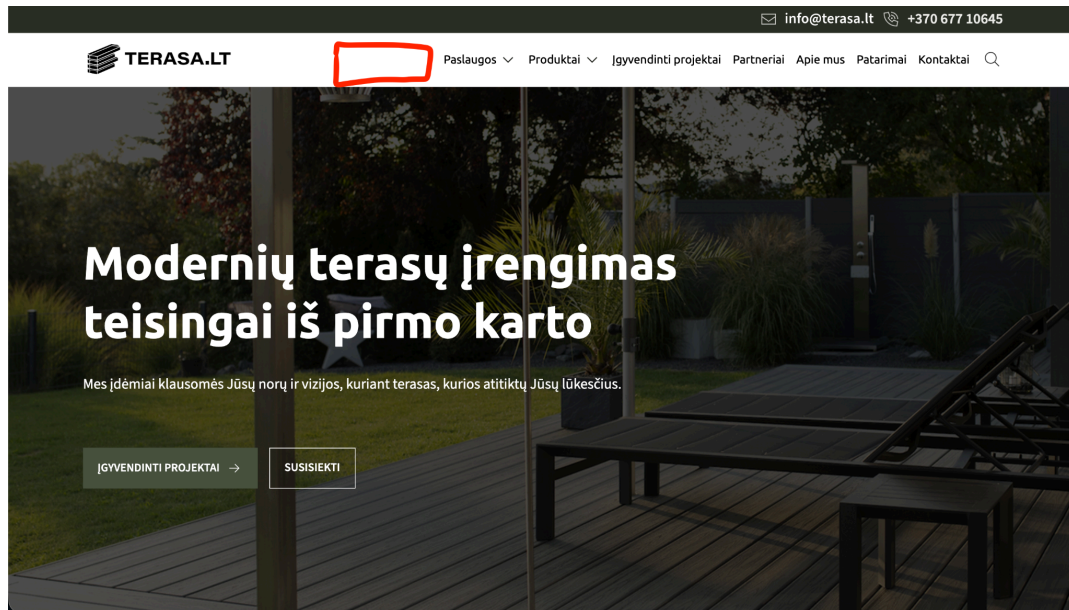 info@terasa.lt +370 677 10645
TERASA.LT Paslaugos Produktai Įgyvendinti projektai Partneriai Apie mus Patarimai Kontaktai
Modernių terasų įrengimas
teisingai iš pirmo karto
Mes įdėmiai klausomės Jūsų norų ir vizijos, kuriant terasas, kurios atitiktų Jūsų lūkesčius.
ĮGYVENDINTI PROJEKTAI → SUSISIEKTI